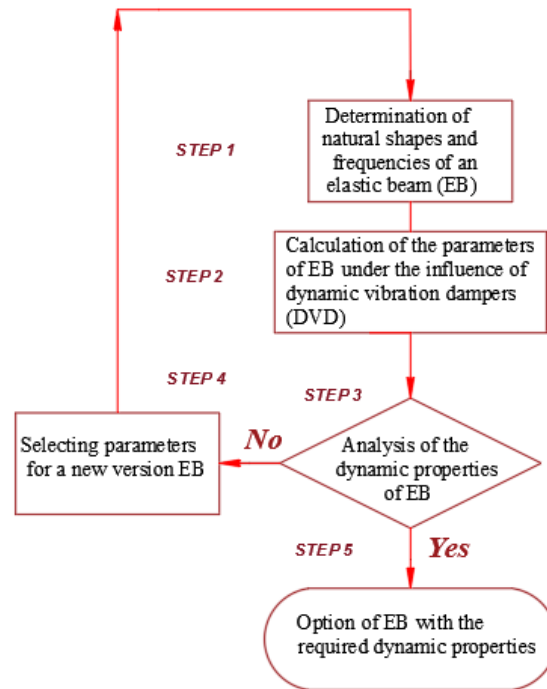 STEP 1
Determination of
natural shapes and
frequencies of an
elastic beam (EB)
STEP 2
Calculation of the parameters
of EB under the influence of
dynamic vibration dampers
(DVD)
STEP 4
Selecting parameters
for a new version EB
No
STEP 3
Analysis of the
dynamic properties
of EB
STEP 5
Yes
Option of EB with the
required dynamic properties